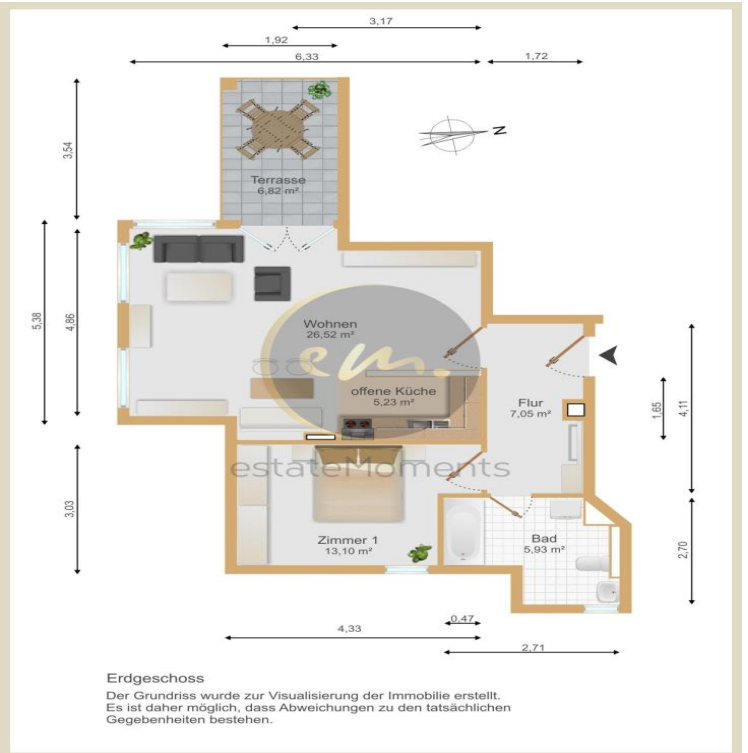 3,17
1,92
6,33
1,72
3,54
N
Terrasse
6,82 m²
5,38
4,86
Wohnen
26,52 m²
em.
offene Küche
5,23 m²
Flur
7,05 m²
1,65
4,11
estateMoments
3,03
Zimmer 1
13,10 m²
Bad
5,93 m²
2,70
0,47
4,33
2,71
Erdgeschoss
Der Grundriss wurde zur Visualisierung der Immobilie erstellt.
Es ist daher möglich, dass Abweichungen zu den tatsächlichen
Gegebenheiten bestehen.